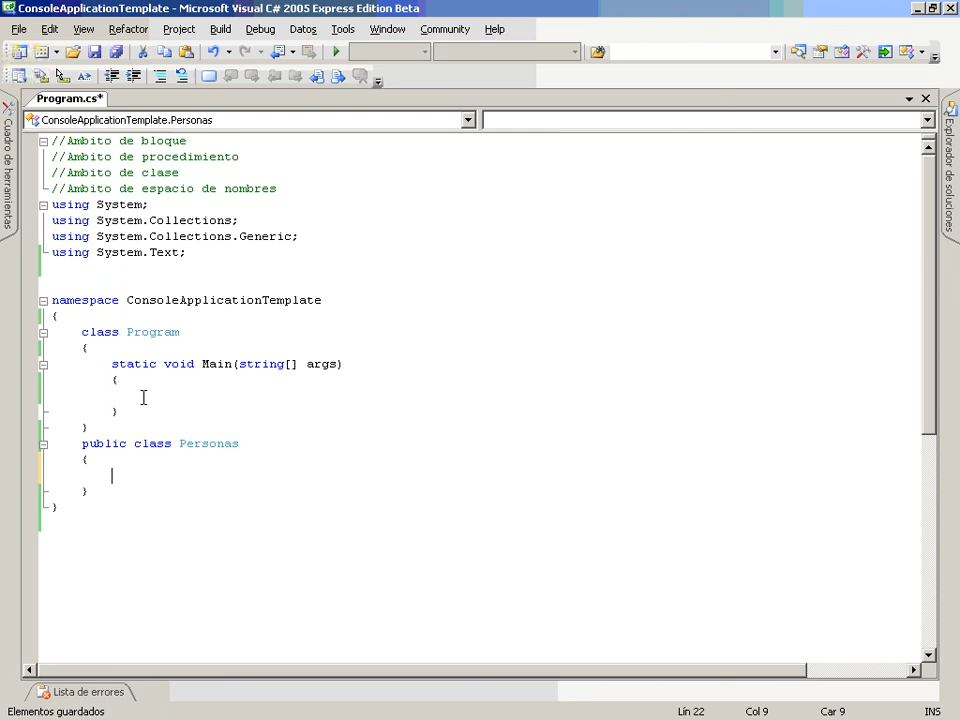 ConsoleApplicationTemplate - Microsoft Visual C# 2005 Express Edition Beta
File Edit View Refactor Project Build Debug Datos Tools Window Community Help
Program.cs*
ConsoleApplicationTemplate.Personas
//Ambito de bloque
//Ambito de procedimiento
//Ambito de clase
//Ambito de espacio de nombres
using System;
using System.Collections;
using System.Collections.Generic;
using System.Text;
namespace ConsoleApplicationTemplate
{
class Program
{
static void Main(string[] args)
{
}
}
public class Personas
{
}
}
Cuadro de herramientas
Explorador de soluciones
Lista de errores
Elementos guardados Lín 22 Col 9 Car 9 INS